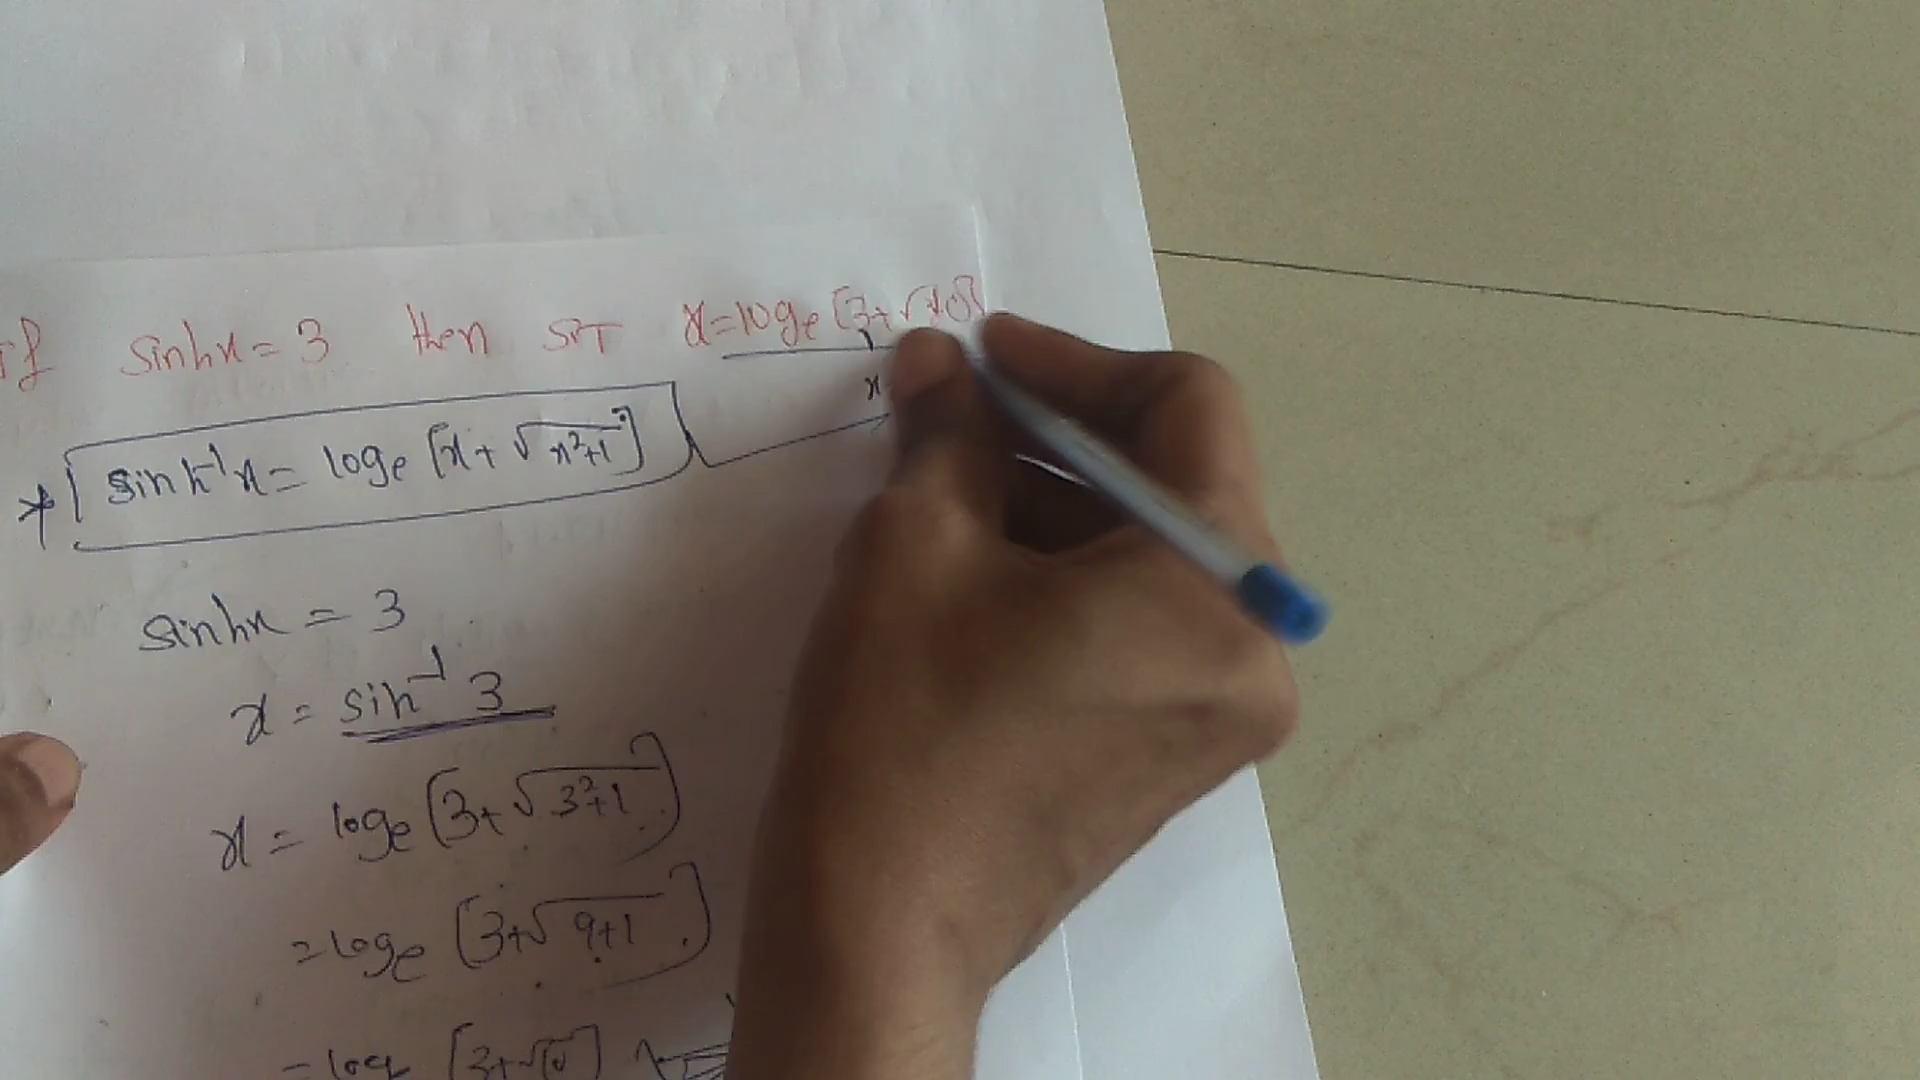 If sinhx = 3 then S.T x = loge [3+√10]
x
* sinh⁻¹x = loge [x + √x²+1]
sinhx = 3
x = sinh⁻¹ 3
x = loge [3+√3²+1]
= loge [3+√9+1]
= loge [3+√10]